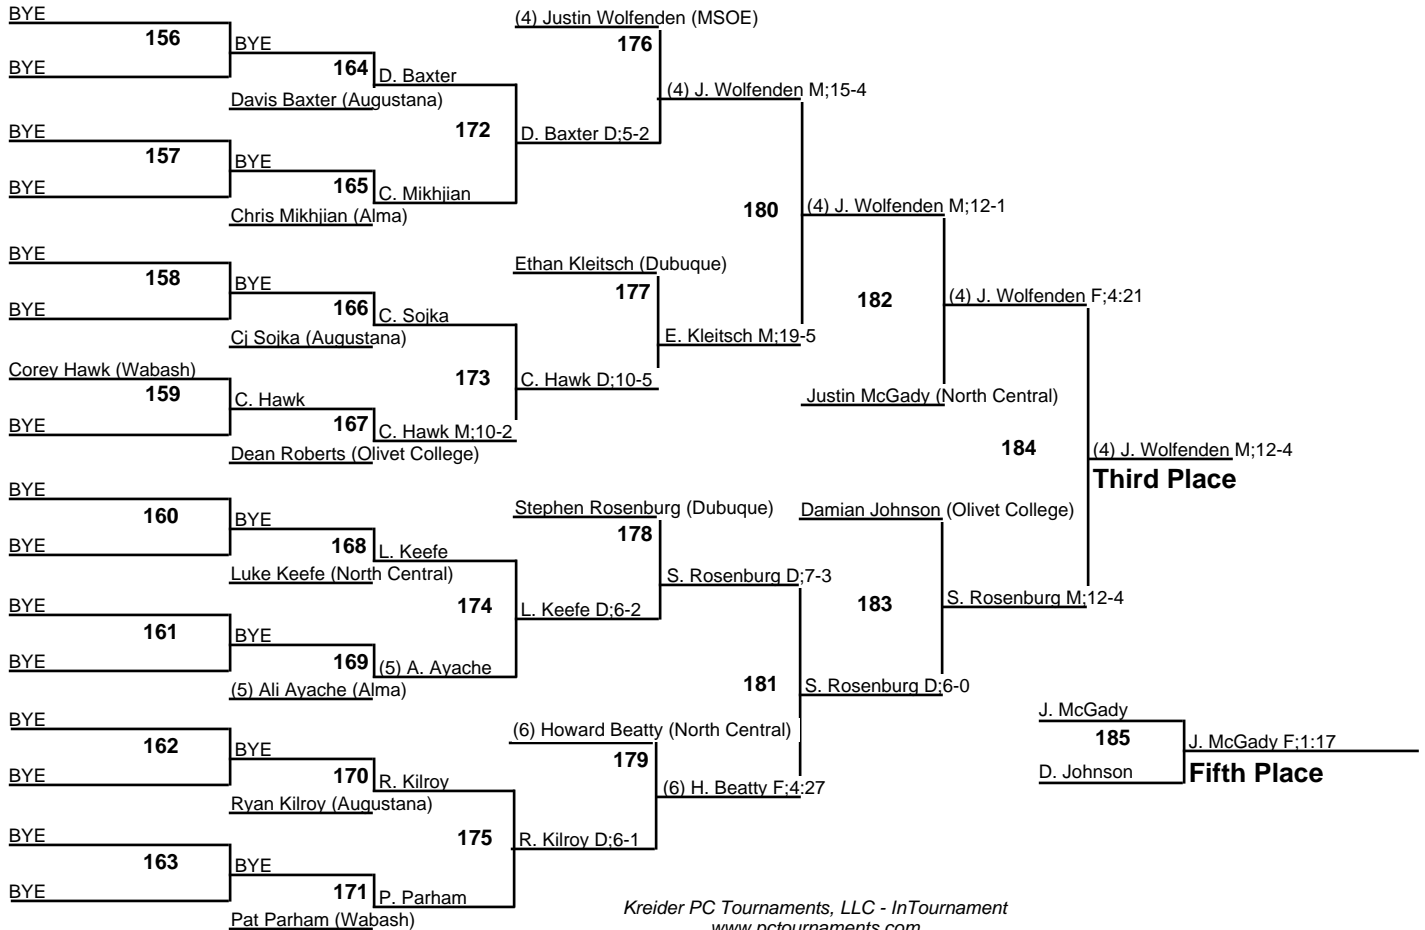 BYE
156
BYE
BYE
164
D. Baxter
Davis Baxter (Augustana)
BYE
157
BYE
BYE
165
C. Mikhjian
Chris Mikhjian (Alma)
172
D. Baxter D;5-2
(4) Justin Wolfenden (MSOE)
176
(4) J. Wolfenden M;15-4
BYE
158
BYE
BYE
166
C. Sojka
Cj Sojka (Augustana)
Corey Hawk (Wabash)
159
C. Hawk
BYE
167
C. Hawk M;10-2
Dean Roberts (Olivet College)
173
C. Hawk D;10-5
Ethan Kleitsch (Dubuque)
177
E. Kleitsch M;19-5
180
(4) J. Wolfenden M;12-1
182
(4) J. Wolfenden F;4:21
Justin McGady (North Central)
184
(4) J. Wolfenden M;12-4
Third Place
BYE
160
BYE
BYE
168
L. Keefe
Luke Keefe (North Central)
BYE
161
BYE
BYE
169
(5) A. Ayache
(5) Ali Ayache (Alma)
174
L. Keefe D;6-2
Stephen Rosenburg (Dubuque)
178
S. Rosenburg D;7-3
Damian Johnson (Olivet College)
183
S. Rosenburg M;12-4
181
S. Rosenburg D;6-0
BYE
162
BYE
BYE
170
R. Kilroy
Ryan Kilroy (Augustana)
BYE
163
BYE
BYE
171
P. Parham
Pat Parham (Wabash)
175
R. Kilroy D;6-1
(6) Howard Beatty (North Central)
179
(6) H. Beatty F;4:27
J. McGady
185
J. McGady F;1:17
D. Johnson
Fifth Place
Kreider PC Tournaments, LLC - InTournament
www.pctournaments.com